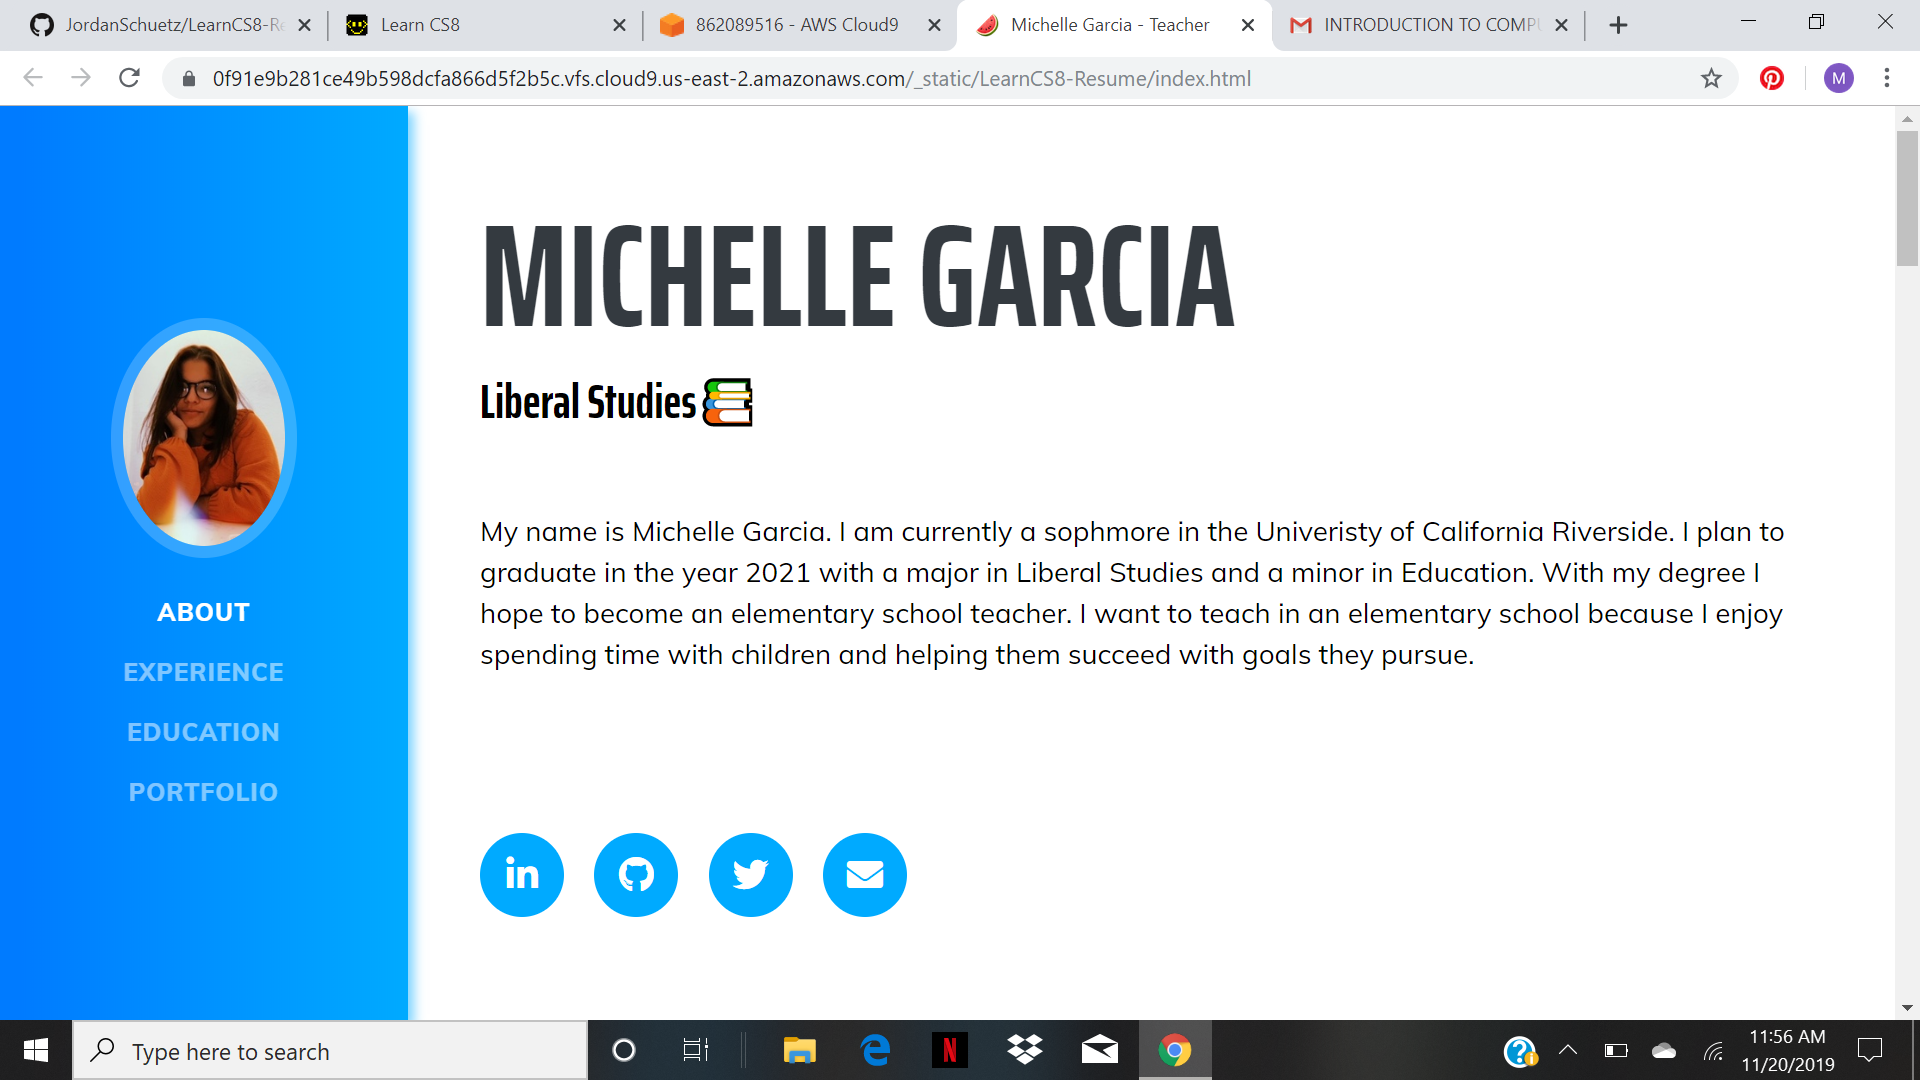 JordanSchuetz/LearnCS8-Re
Learn CS8
862089516 - AWS Cloud9
Michelle Garcia - Teacher
INTRODUCTION TO COMPU
0f91e9b281ce49b598dcfa866d5f2b5c.vfs.cloud9.us-east-2.amazonaws.com/_static/LearnCS8-Resume/index.html
M
MICHELLE GARCIA
Liberal Studies
My name is Michelle Garcia. I am currently a sophmore in the Univeristy of California Riverside. I plan to
graduate in the year 2021 with a major in Liberal Studies and a minor in Education. With my degree I
hope to become an elementary school teacher. I want to teach in an elementary school because I enjoy
spending time with children and helping them succeed with goals they pursue.
ABOUT
EXPERIENCE
EDUCATION
PORTFOLIO
in
Type here to search
N
11:56 AM
11/20/2019